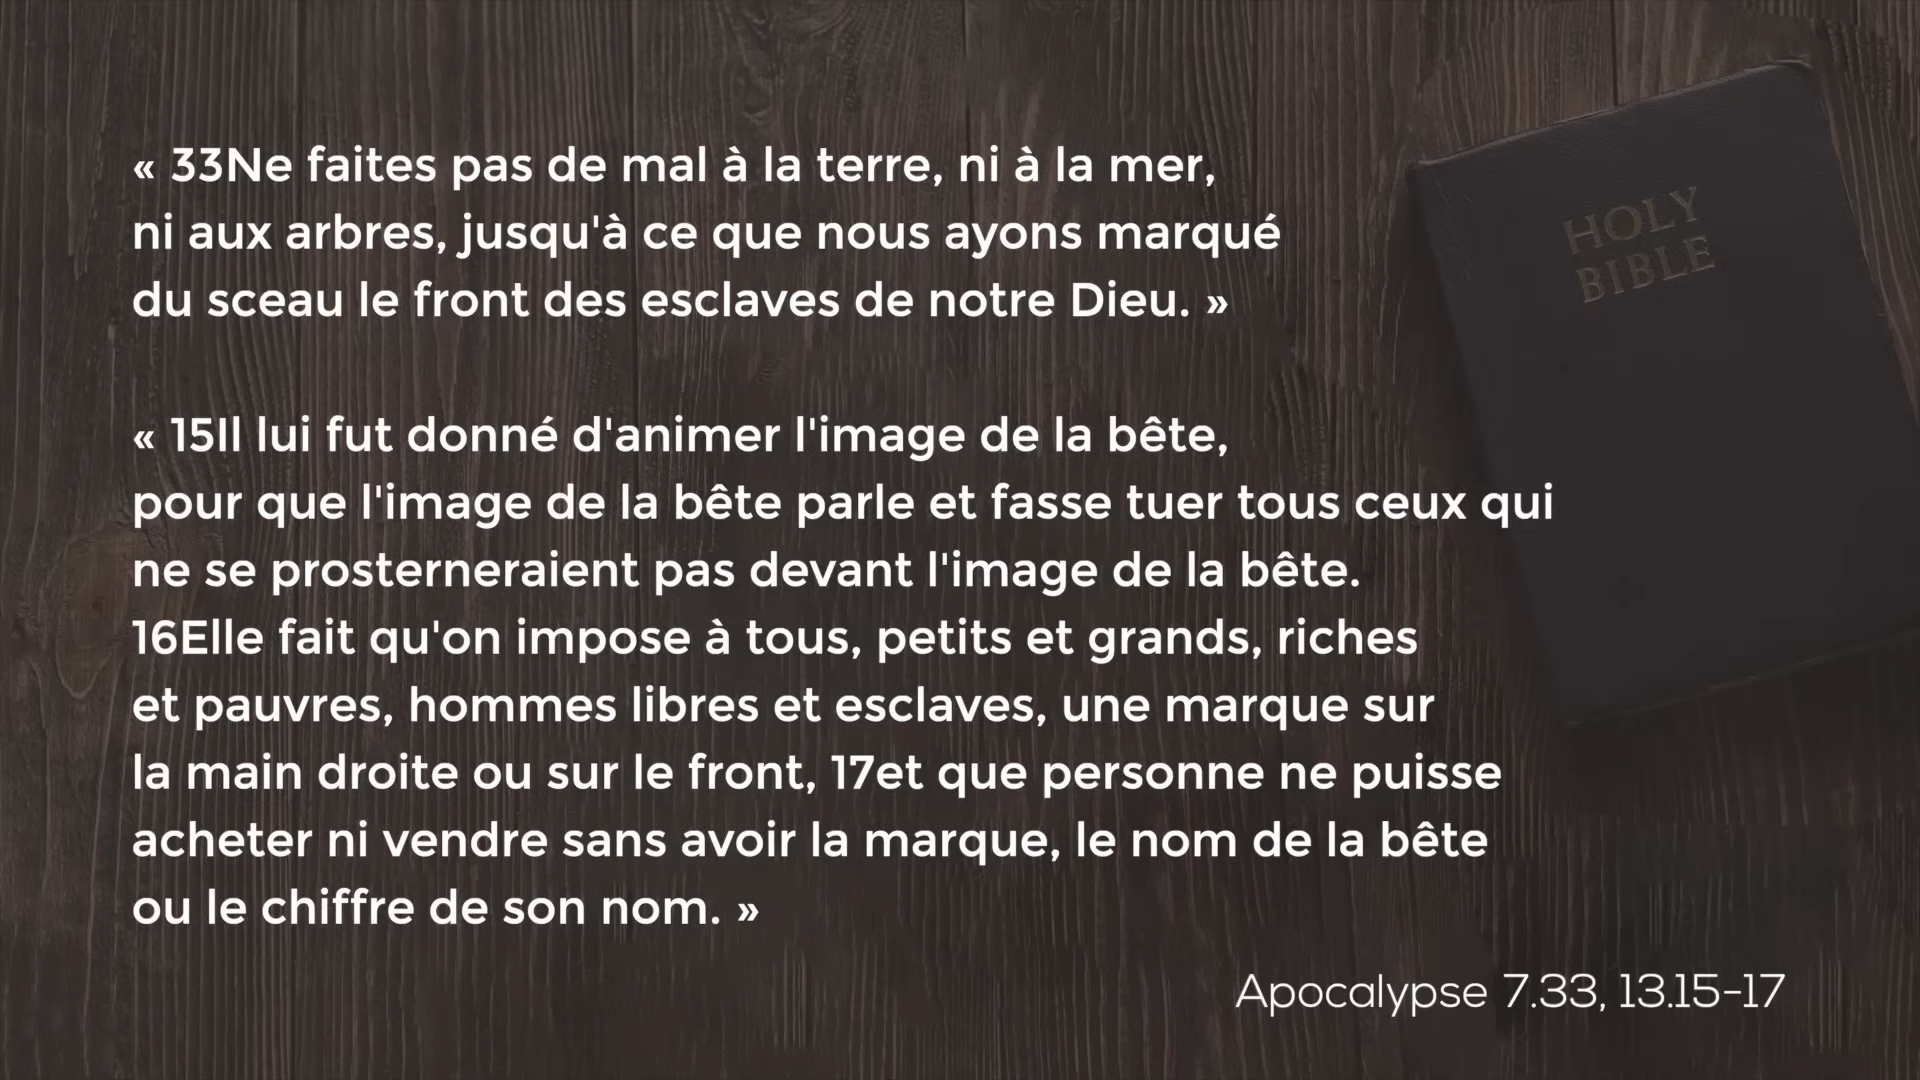 « 33Ne faites pas de mal à la terre, ni à la mer,
ni aux arbres, jusqu'à ce que nous ayons marqué
du sceau le front des esclaves de notre Dieu. »
« 15Il lui fut donné d'animer l'image de la bête,
pour que l'image de la bête parle et fasse tuer tous ceux qui
ne se prosterneraient pas devant l'image de la bête.
16Elle fait qu'on impose à tous, petits et grands, riches
et pauvres, hommes libres et esclaves, une marque sur
la main droite ou sur le front, 17et que personne ne puisse
acheter ni vendre sans avoir la marque, le nom de la bête
ou le chiffre de son nom. »
Apocalypse 7.33, 13.15-17
HOLY
BIBLE